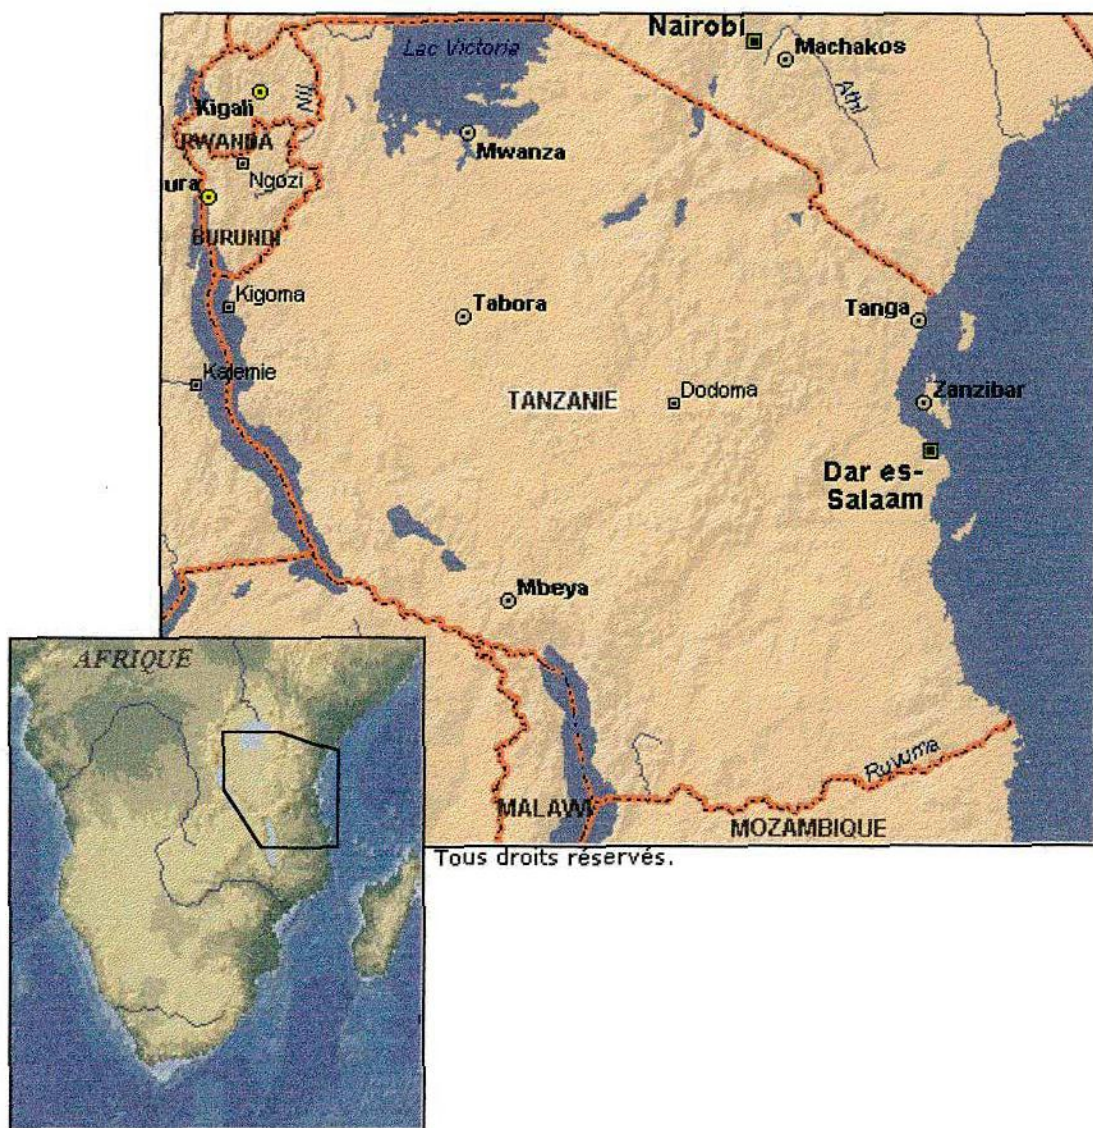 Nairobi
Lac Victoria
Machakos
Athi
Kigali
Nil
Mwanza
RWANDA
Ngozi
ura
BURUNDI
Kigoma
Tabora
Tanga
Kalemie
TANZANIE
Dodoma
Zanzibar
Dar es-
Salaam
Mbeya
AFRIQUE
Ruvuma
MALAWI
MOZAMBIQUE
Tous droits réservés.